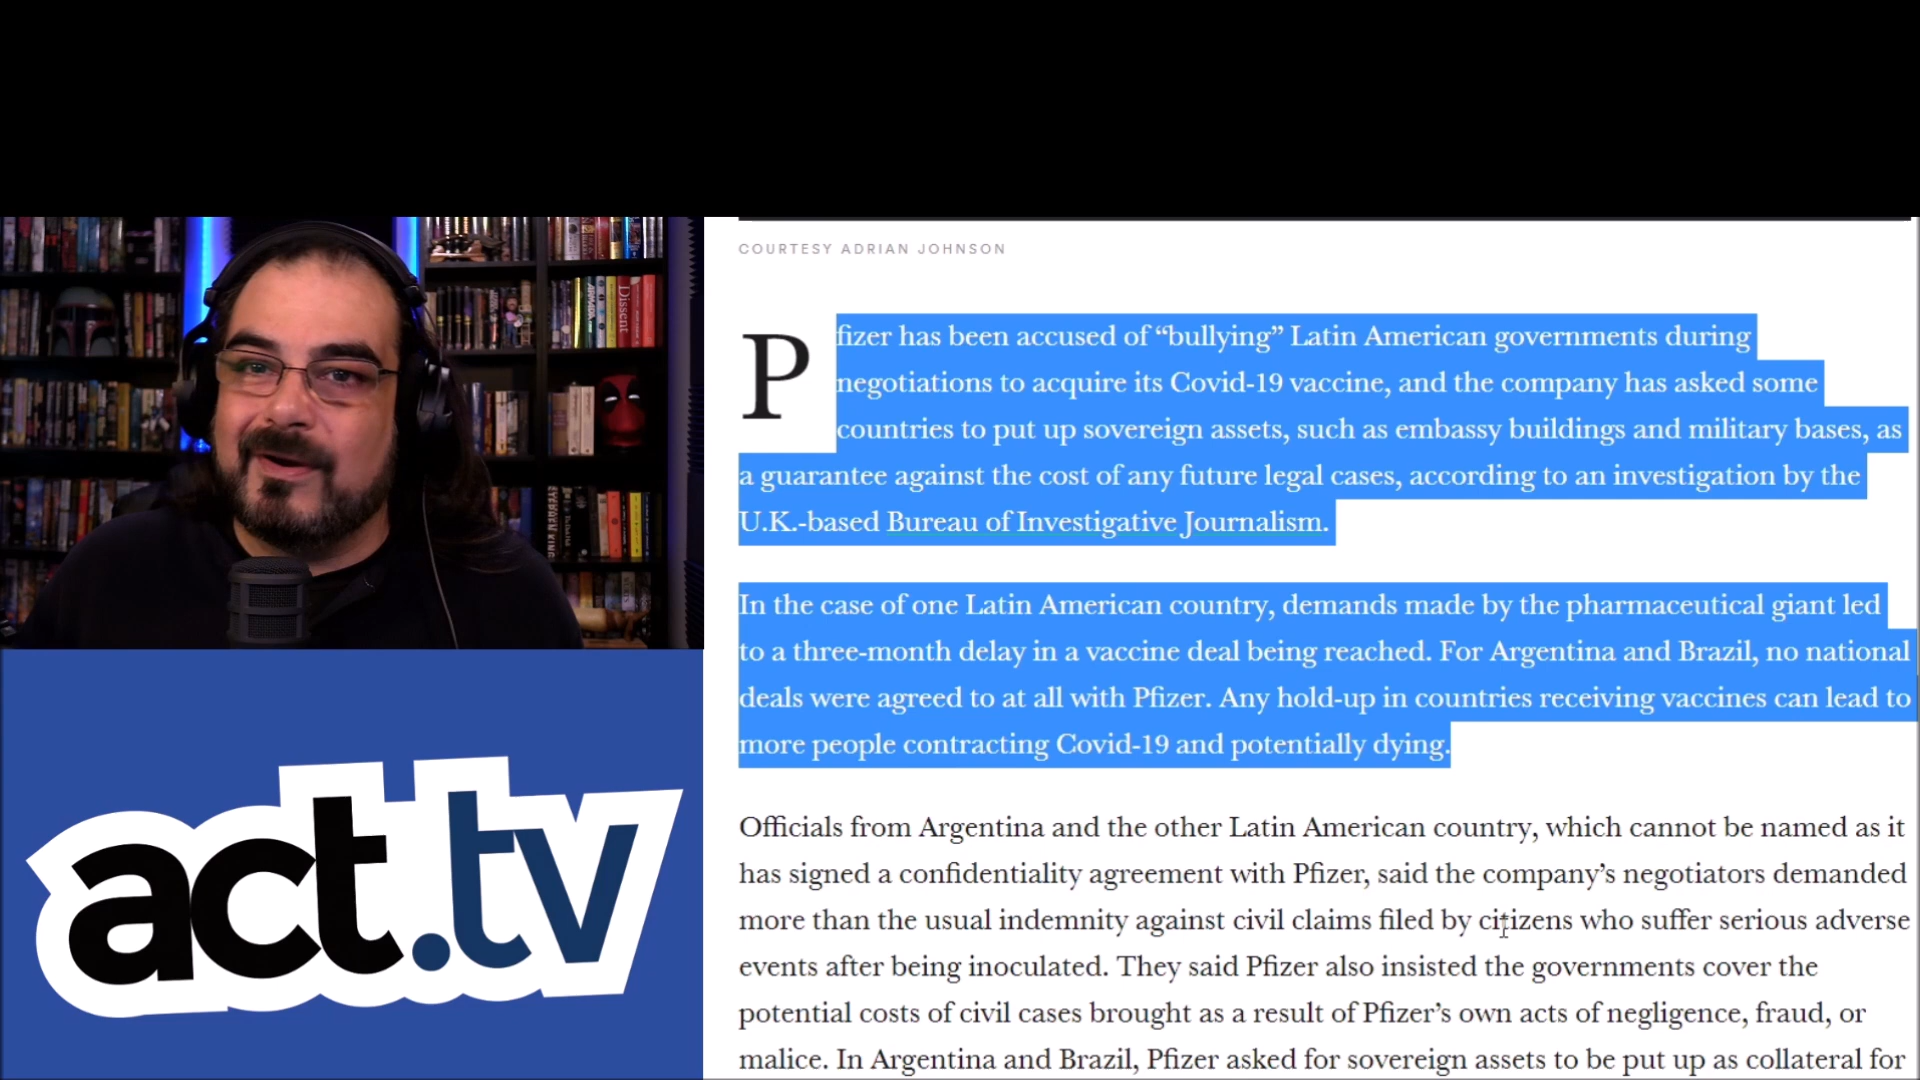 COURTESY ADRIAN JOHNSON
Pfizer has been accused of “bullying” Latin American governments during
negotiations to acquire its Covid-19 vaccine, and the company has asked some
countries to put up sovereign assets, such as embassy buildings and military bases, as
a guarantee against the cost of any future legal cases, according to an investigation by the
U.K.-based Bureau of Investigative Journalism.
In the case of one Latin American country, demands made by the pharmaceutical giant led
to a three-month delay in a vaccine deal being reached. For Argentina and Brazil, no national
deals were agreed to at all with Pfizer. Any hold-up in countries receiving vaccines can lead to
more people contracting Covid-19 and potentially dying.
Officials from Argentina and the other Latin American country, which cannot be named as it
has signed a confidentiality agreement with Pfizer, said the company’s negotiators demanded
more than the usual indemnity against civil claims filed by citizens who suffer serious adverse
events after being inoculated. They said Pfizer also insisted the governments cover the
potential costs of civil cases brought as a result of Pfizer’s own acts of negligence, fraud, or
malice. In Argentina and Brazil, Pfizer asked for sovereign assets to be put up as collateral for
Dissent
ARMADA
act.tv